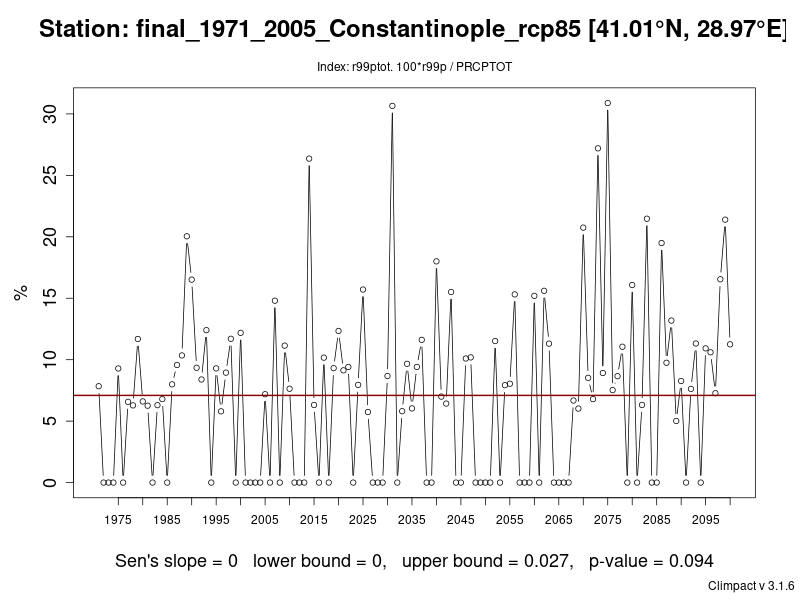 Station: final_1971_2005_Constantinople_rcp85 [41.01°N, 28.97°E]
Index: r99ptot. 100*r99p / PRCPTOT
30
25
20
15
10
5
0
%
1975 1985 1995 2005 2015 2025 2035 2045 2055 2065 2075 2085 2095
Sen's slope = 0 lower bound = 0, upper bound = 0.027, p-value = 0.094
Climpact v 3.1.6